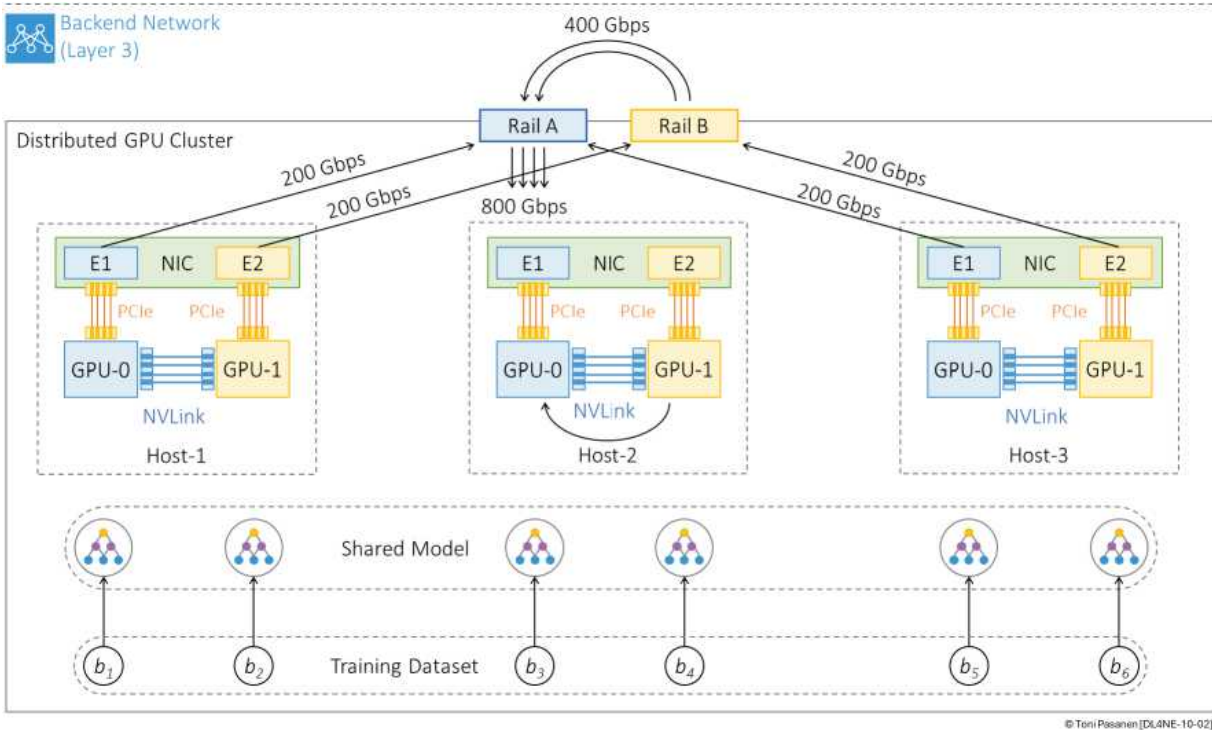 Backend Network
(Layer 3)
400 Gbps
Rail A
Rail B
Distributed GPU Cluster
200 Gbps
200 Gbps
800 Gbps
200 Gbps
200 Gbps
E1 NIC E2
E1 NIC E2
E1 NIC E2
PCIe PCIe
PCIe PCIe
PCIe PCIe
GPU-0 GPU-1
GPU-0 GPU-1
GPU-0 GPU-1
NVLink
NVLink
NVLink
Host-1
Host-2
Host-3
Shared Model
b1 b2 Training Dataset b3 b4 b5 b6
© Toni Pasanen [DL4NE-10-02]